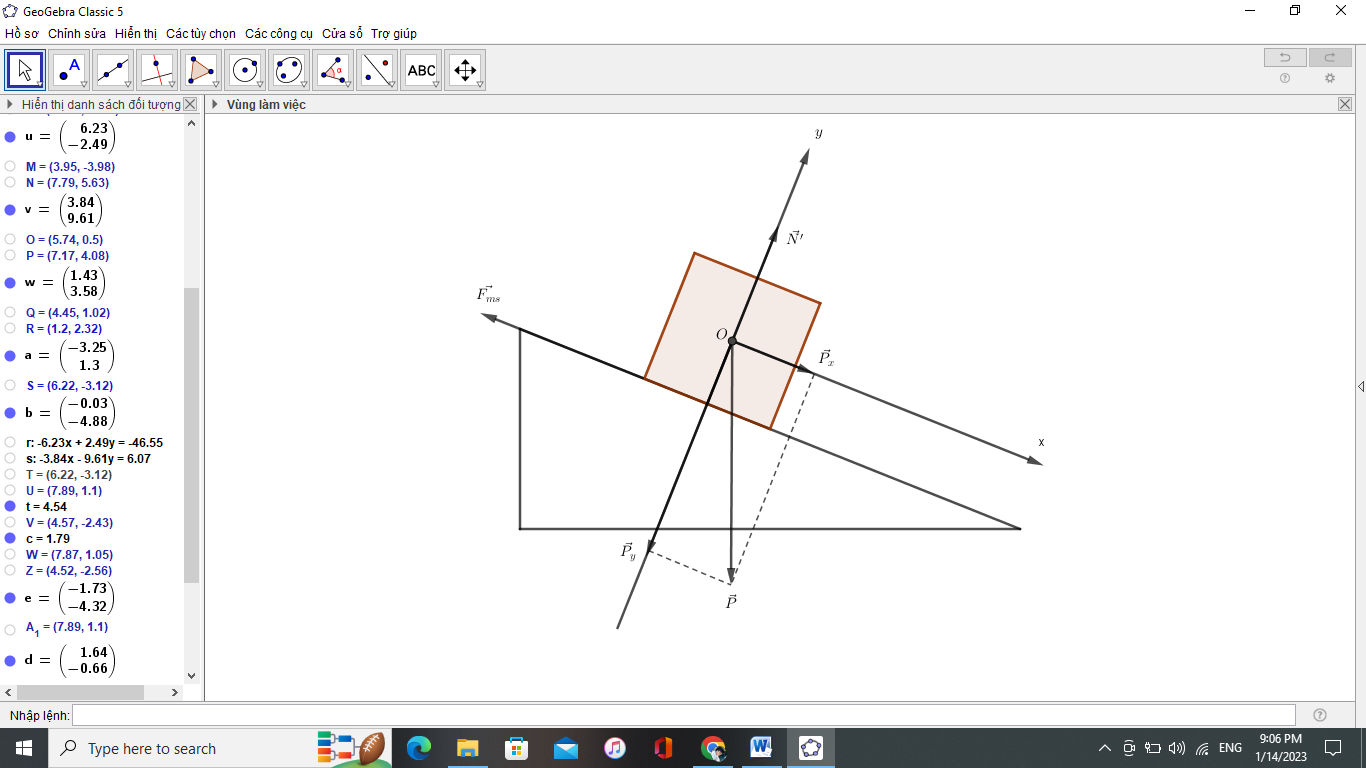 GeoGebra Classic 5
Hồ sơ Chỉnh sửa Hiển thị Các tùy chọn Các công cụ Cửa sổ Trợ giúp
A
α
ABC
Hiển thị danh sách đối tượng
Vùng làm việc
u = (6.23 −2.49)
M = (3.95, -3.98)
N = (7.79, 5.63)
v = (3.84 9.61)
O = (5.74, 0.5)
P = (7.17, 4.08)
w = (1.43 3.58)
Q = (4.45, 1.02)
R = (1.2, 2.32)
a = (−3.25 1.3)
S = (6.22, -3.12)
b = (−0.03 −4.88)
r: -6.23x + 2.49y = -46.55
s: -3.84x - 9.61y = 6.07
T = (6.22, -3.12)
U = (7.89, 1.1)
t = 4.54
V = (4.57, -2.43)
c = 1.79
W = (7.87, 1.05)
Z = (4.52, -2.56)
e = (−1.73 −4.32)
A₁ = (7.89, 1.1)
d = (1.64 −0.66)
y
N⃗′
F⃗ms
O
P⃗x
x
P⃗y
P⃗
Nhập lệnh:
Type here to search
ENG
9:06 PM
1/14/2023